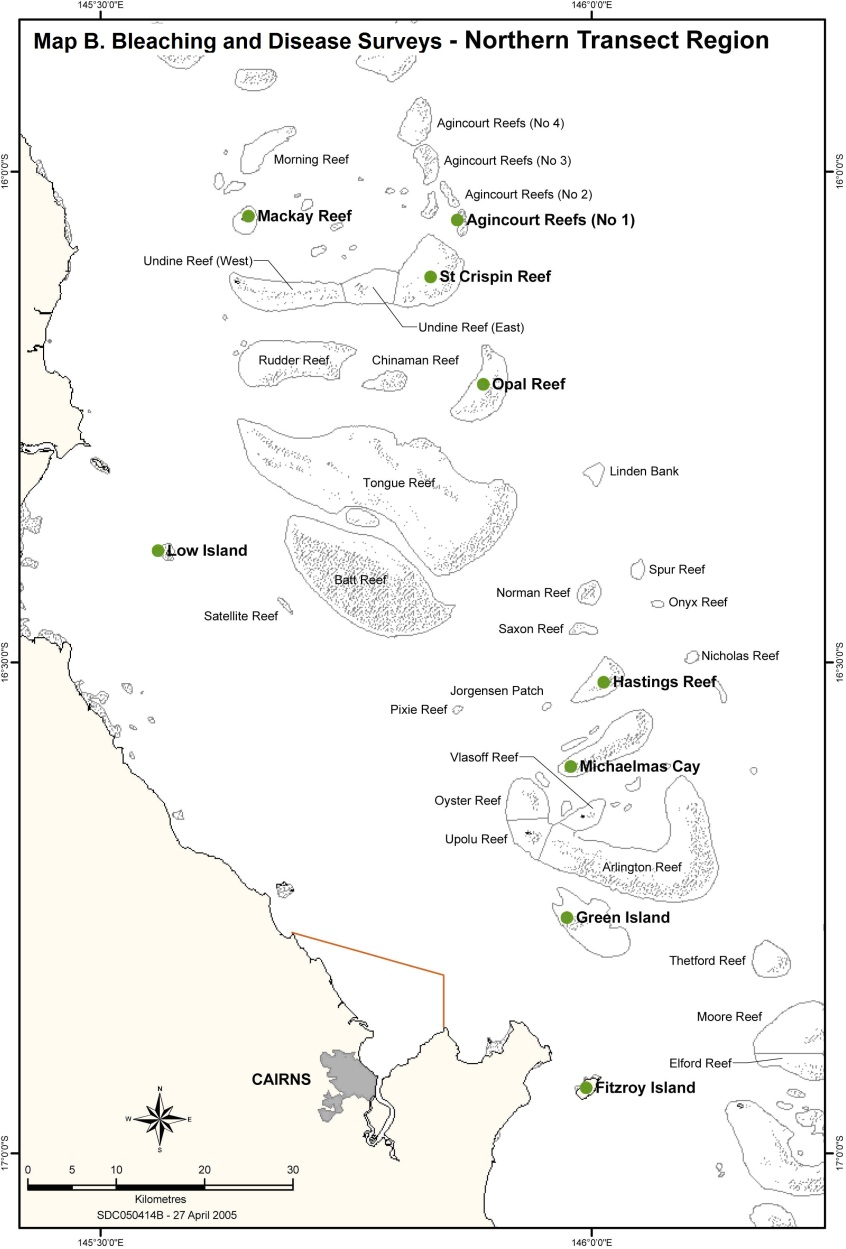 145°30'0"E 146°0'0"E
Map B. Bleaching and Disease Surveys - Northern Transect Region
Agincourt Reefs (No 4)
Morning Reef
Agincourt Reefs (No 3)
16°0'0"S 16°0'0"S
Agincourt Reefs (No 2)
Mackay Reef
Agincourt Reefs (No 1)
Undine Reef (West)
St Crispin Reef
Undine Reef (East)
Rudder Reef
Chinaman Reef
Opal Reef
Linden Bank
Tongue Reef
Low Island
Spur Reef
Batt Reef
Norman Reef
Onyx Reef
Satellite Reef
Saxon Reef
Nicholas Reef
16°30'0"S 16°30'0"S
Hastings Reef
Jorgensen Patch
Pixie Reef
Vlasoff Reef
Michaelmas Cay
Oyster Reef
Upolu Reef
Arlington Reef
Green Island
Thetford Reef
Moore Reef
Elford Reef
CAIRNS
Fitzroy Island
N
W E
S
17°0'0"S 17°0'0"S
0 5 10 20 30
Kilometres
SDC050414B - 27 April 2005
145°30'0"E 146°0'0"E